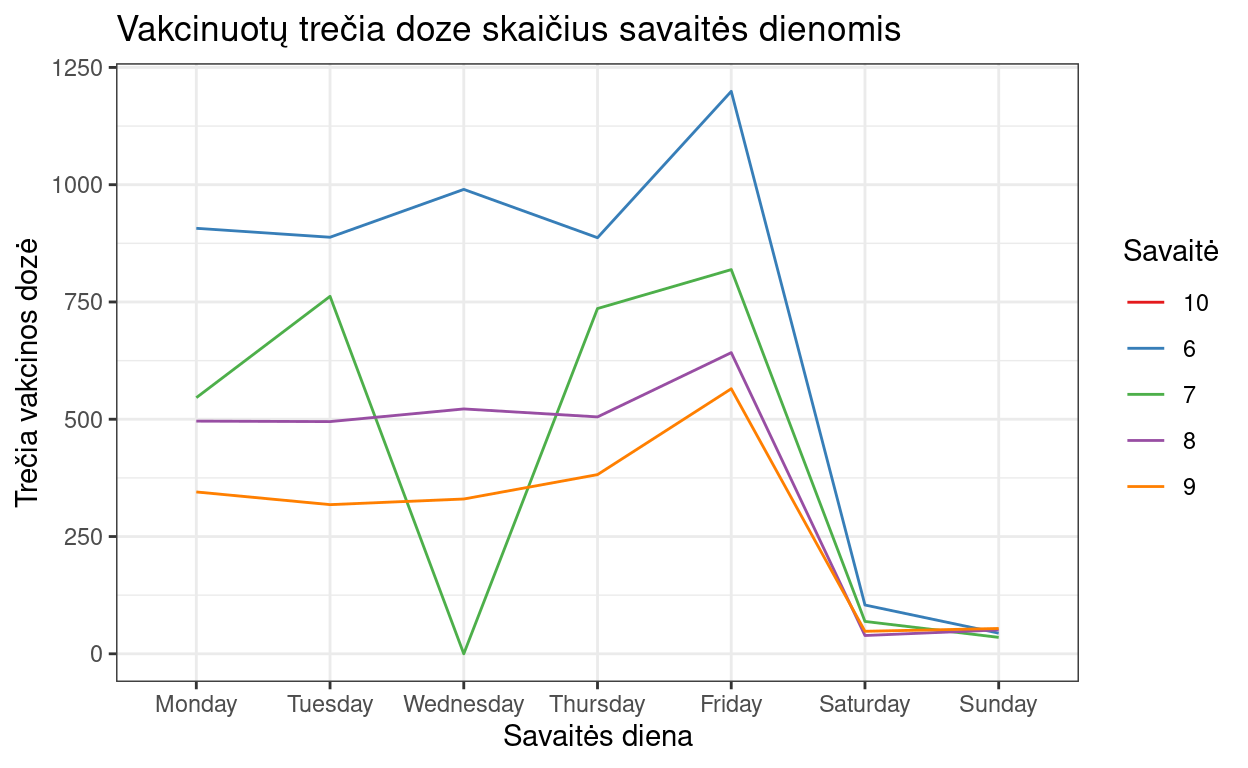 Vakcinuotų trečia doze skaičius savaitės dienomis
Trečia vakcinos dozė
1250
1000
750
500
250
0
Monday Tuesday Wednesday Thursday Friday Saturday Sunday
Savaitės diena
Savaitė
10
6
7
8
9